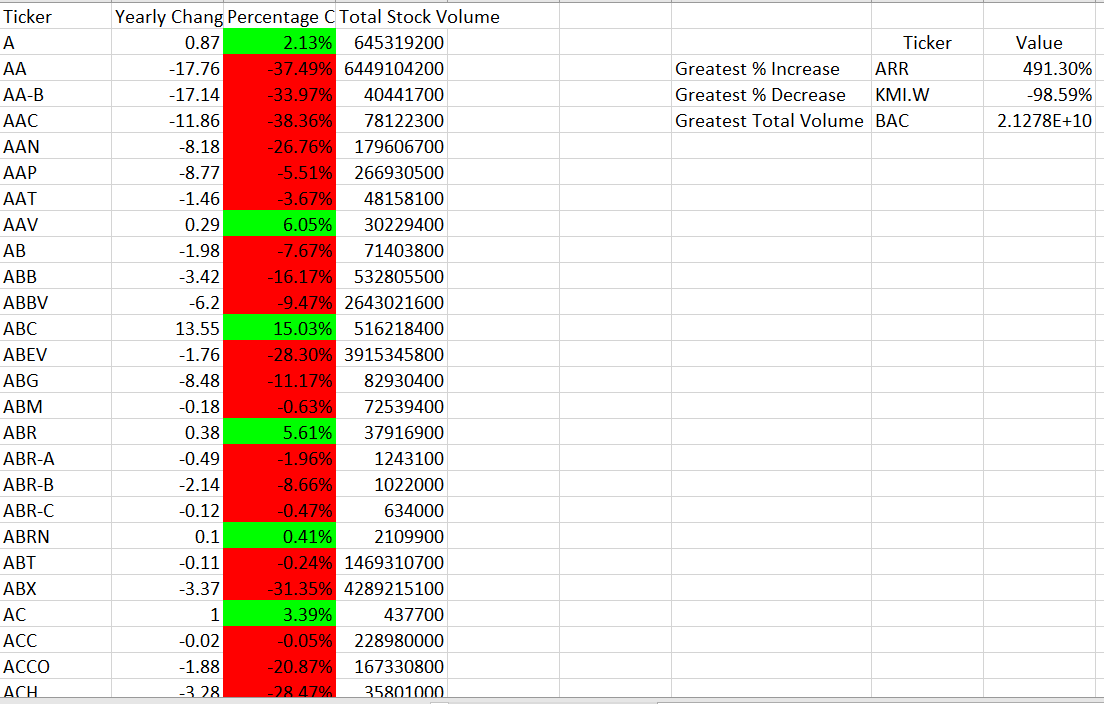 Ticker Yearly Chang Percentage C Total Stock Volume
A 0.87 2.13% 645319200 Ticker Value
AA -17.76 -37.49% 6449104200 Greatest % Increase ARR 491.30%
AA-B -17.14 -33.97% 40441700 Greatest % Decrease KMI.W -98.59%
AAC -11.86 -38.36% 78122300 Greatest Total Volume BAC 2.1278E+10
AAN -8.18 -26.76% 179606700
AAP -8.77 -5.51% 266930500
AAT -1.46 -3.67% 48158100
AAV 0.29 6.05% 30229400
AB -1.98 -7.67% 71403800
ABB -3.42 -16.17% 532805500
ABBV -6.2 -9.47% 2643021600
ABC 13.55 15.03% 516218400
ABEV -1.76 -28.30% 3915345800
ABG -8.48 -11.17% 82930400
ABM -0.18 -0.63% 72539400
ABR 0.38 5.61% 37916900
ABR-A -0.49 -1.96% 1243100
ABR-B -2.14 -8.66% 1022000
ABR-C -0.12 -0.47% 634000
ABRN 0.1 0.41% 2109900
ABT -0.11 -0.24% 1469310700
ABX -3.37 -31.35% 4289215100
AC 1 3.39% 437700
ACC -0.02 -0.05% 228980000
ACCO -1.88 -20.87% 167330800
ACH -3.28 -28.47% 35801000